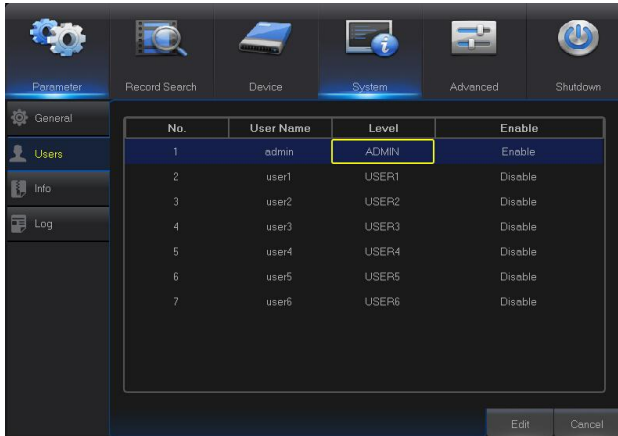 Parameter Record Search Device System Advanced Shutdown
General
Users
Info
Log
No. User Name Level Enable
1 admin ADMIN Enable
2 user1 USER1 Disable
3 user2 USER2 Disable
4 user3 USER3 Disable
5 user4 USER4 Disable
6 user5 USER5 Disable
7 user6 USER6 Disable
Edit Cancel